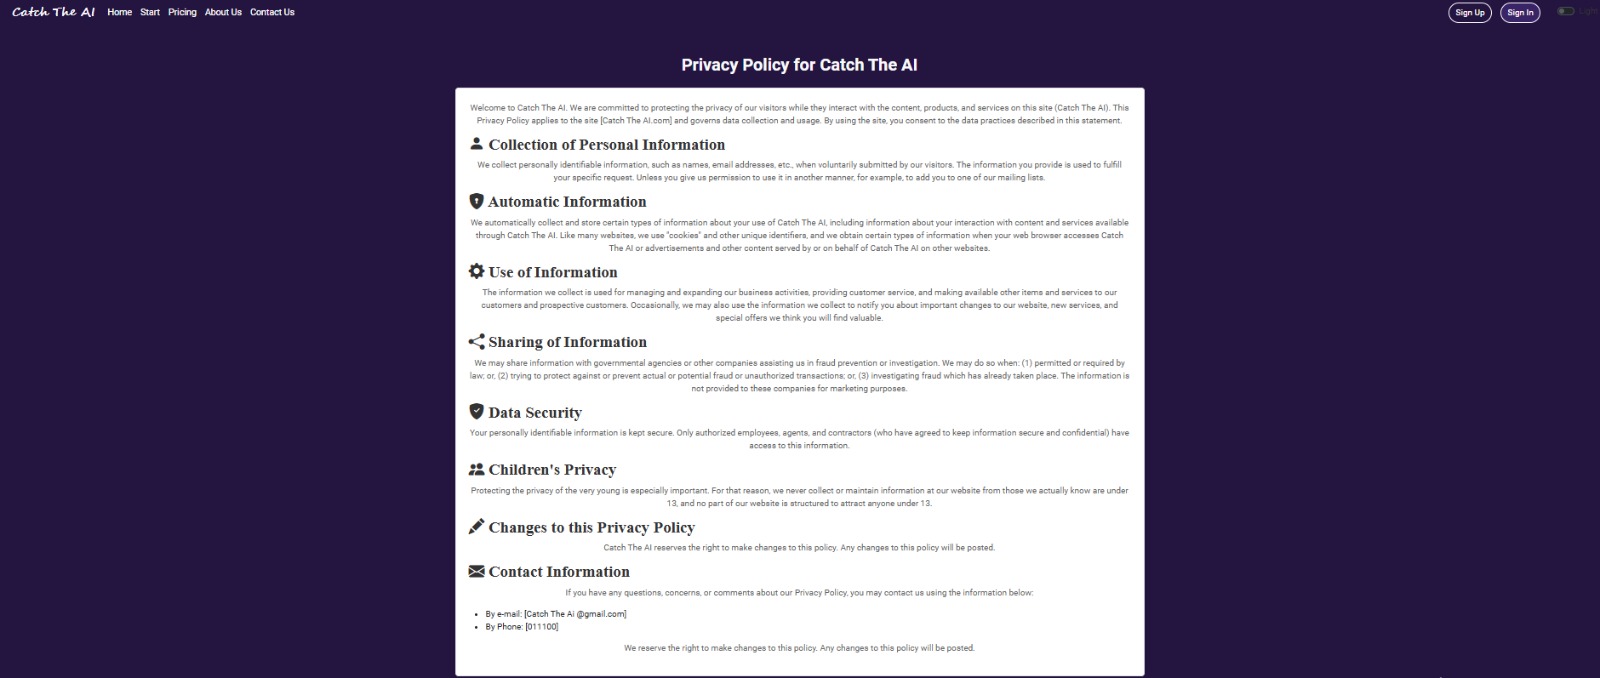 Catch The AI Home Start Pricing About Us Contact Us Sign Up Sign In Light
Privacy Policy for Catch The AI
Welcome to Catch The AI. We are committed to protecting the privacy of our visitors while they interact with the content, products, and services on this site (Catch The AI). This
Privacy Policy applies to the site [Catch The AI.com] and governs data collection and usage. By using the site, you consent to the data practices described in this statement.
Collection of Personal Information
We collect personally identifiable information, such as names, email addresses, etc., when voluntarily submitted by our visitors. The information you provide is used to fulfill
your specific request. Unless you give us permission to use it in another manner, for example, to add you to one of our mailing lists.
Automatic Information
We automatically collect and store certain types of information about your use of Catch The AI, including information about your interaction with content and services available
through Catch The AI. Like many websites, we use "cookies" and other unique identifiers, and we obtain certain types of information when your web browser accesses Catch
The AI or advertisements and other content served by or on behalf of Catch The AI on other websites.
Use of Information
The information we collect is used for managing and expanding our business activities, providing customer service, and making available other items and services to our
customers and prospective customers. Occasionally, we may also use the information we collect to notify you about important changes to our website, new services, and
special offers we think you will find valuable.
Sharing of Information
We may share information with governmental agencies or other companies assisting us in fraud prevention or investigation. We may do so when: (1) permitted or required by
law; or, (2) trying to protect against or prevent actual or potential fraud or unauthorized transactions; or, (3) investigating fraud which has already taken place. The information is
not provided to these companies for marketing purposes.
Data Security
Your personally identifiable information is kept secure. Only authorized employees, agents, and contractors (who have agreed to keep information secure and confidential) have
access to this information.
Children's Privacy
Protecting the privacy of the very young is especially important. For that reason, we never collect or maintain information at our website from those we actually know are under
13, and no part of our website is structured to attract anyone under 13.
Changes to this Privacy Policy
Catch The AI reserves the right to make changes to this policy. Any changes to this policy will be posted.
Contact Information
If you have any questions, concerns, or comments about our Privacy Policy, you may contact us using the information below:
• By e-mail: [Catch The Ai @gmail.com]
• By Phone: [011100]
We reserve the right to make changes to this policy. Any changes to this policy will be posted.